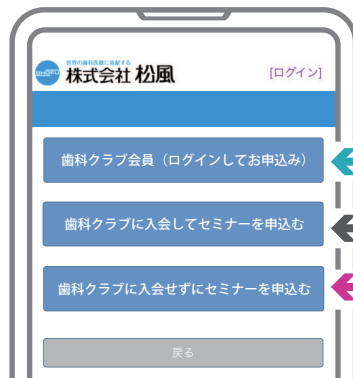 世界の歯科医療に貢献する
SHOFU
株式会社 松風
[ログイン]
歯科クラブ会員（ログインしてお申込み）
歯科クラブに入会してセミナーを申込む
歯科クラブに入会せずにセミナーを申込む
戻る